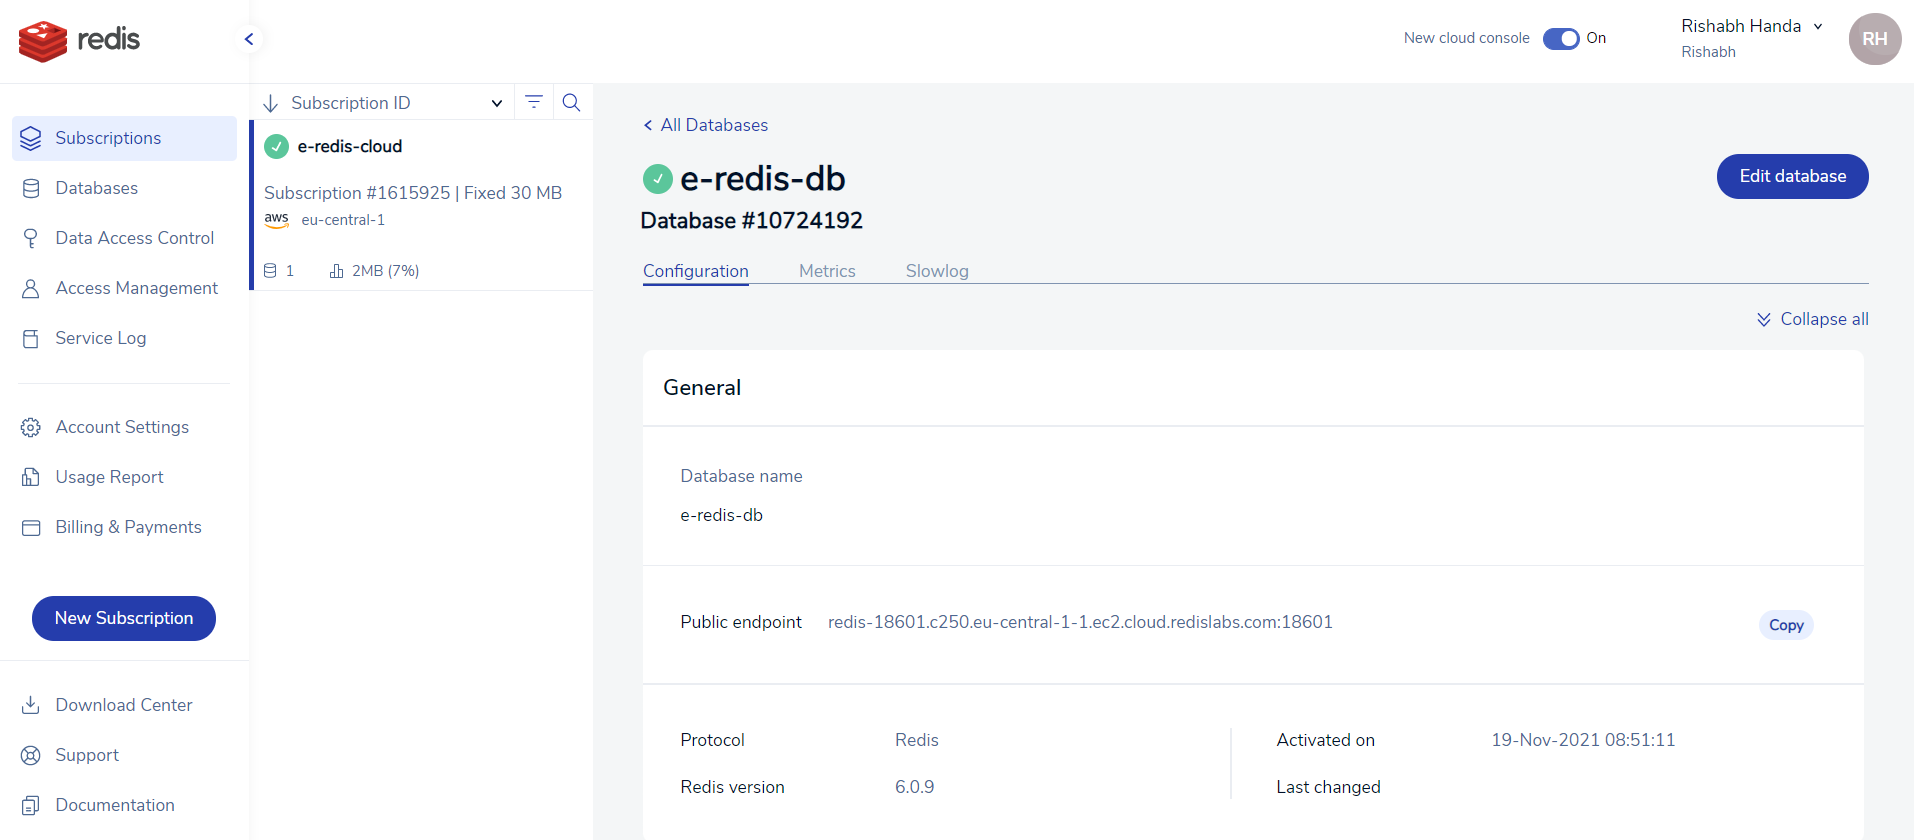 redis
New cloud console On
Rishabh Handa
Rishabh
RH
Subscriptions
Databases
Data Access Control
Access Management
Service Log
Account Settings
Usage Report
Billing & Payments
New Subscription
Download Center
Support
Documentation
Subscription ID
e-redis-cloud
Subscription #1615925 | Fixed 30 MB
aws eu-central-1
1 2MB (7%)
All Databases
e-redis-db
Edit database
Database #10724192
Configuration Metrics Slowlog
Collapse all
General
Database name
e-redis-db
Public endpoint redis-18601.c250.eu-central-1-1.ec2.cloud.redislabs.com:18601 Copy
Protocol Redis Activated on 19-Nov-2021 08:51:11
Redis version 6.0.9 Last changed